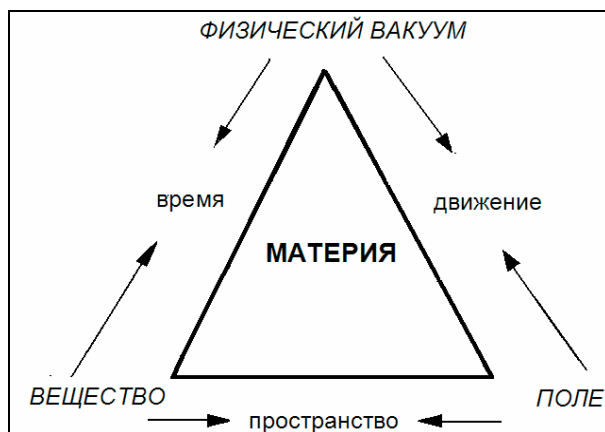 ФИЗИЧЕСКИЙ ВАКУУМ
время
движение
МАТЕРИЯ
ВЕЩЕСТВО
ПОЛЕ
пространство